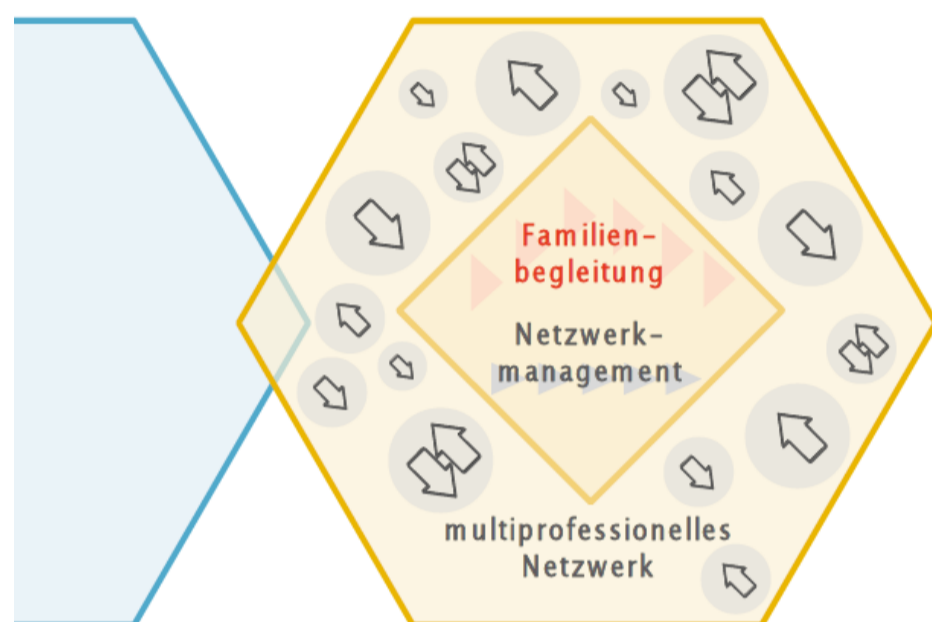 Familien-
begleitung
Netzwerk-
management
multiprofessionelles
Netzwerk